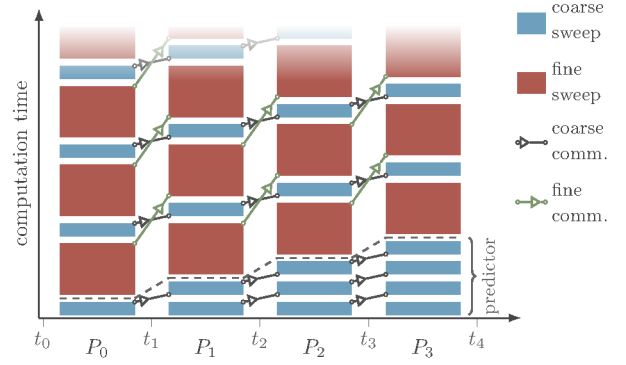 coarse
sweep
fine
sweep
coarse
comm.
fine
comm.
computation time
predictor
t0 P0 t1 P1 t2 P2 t3 P3 t4